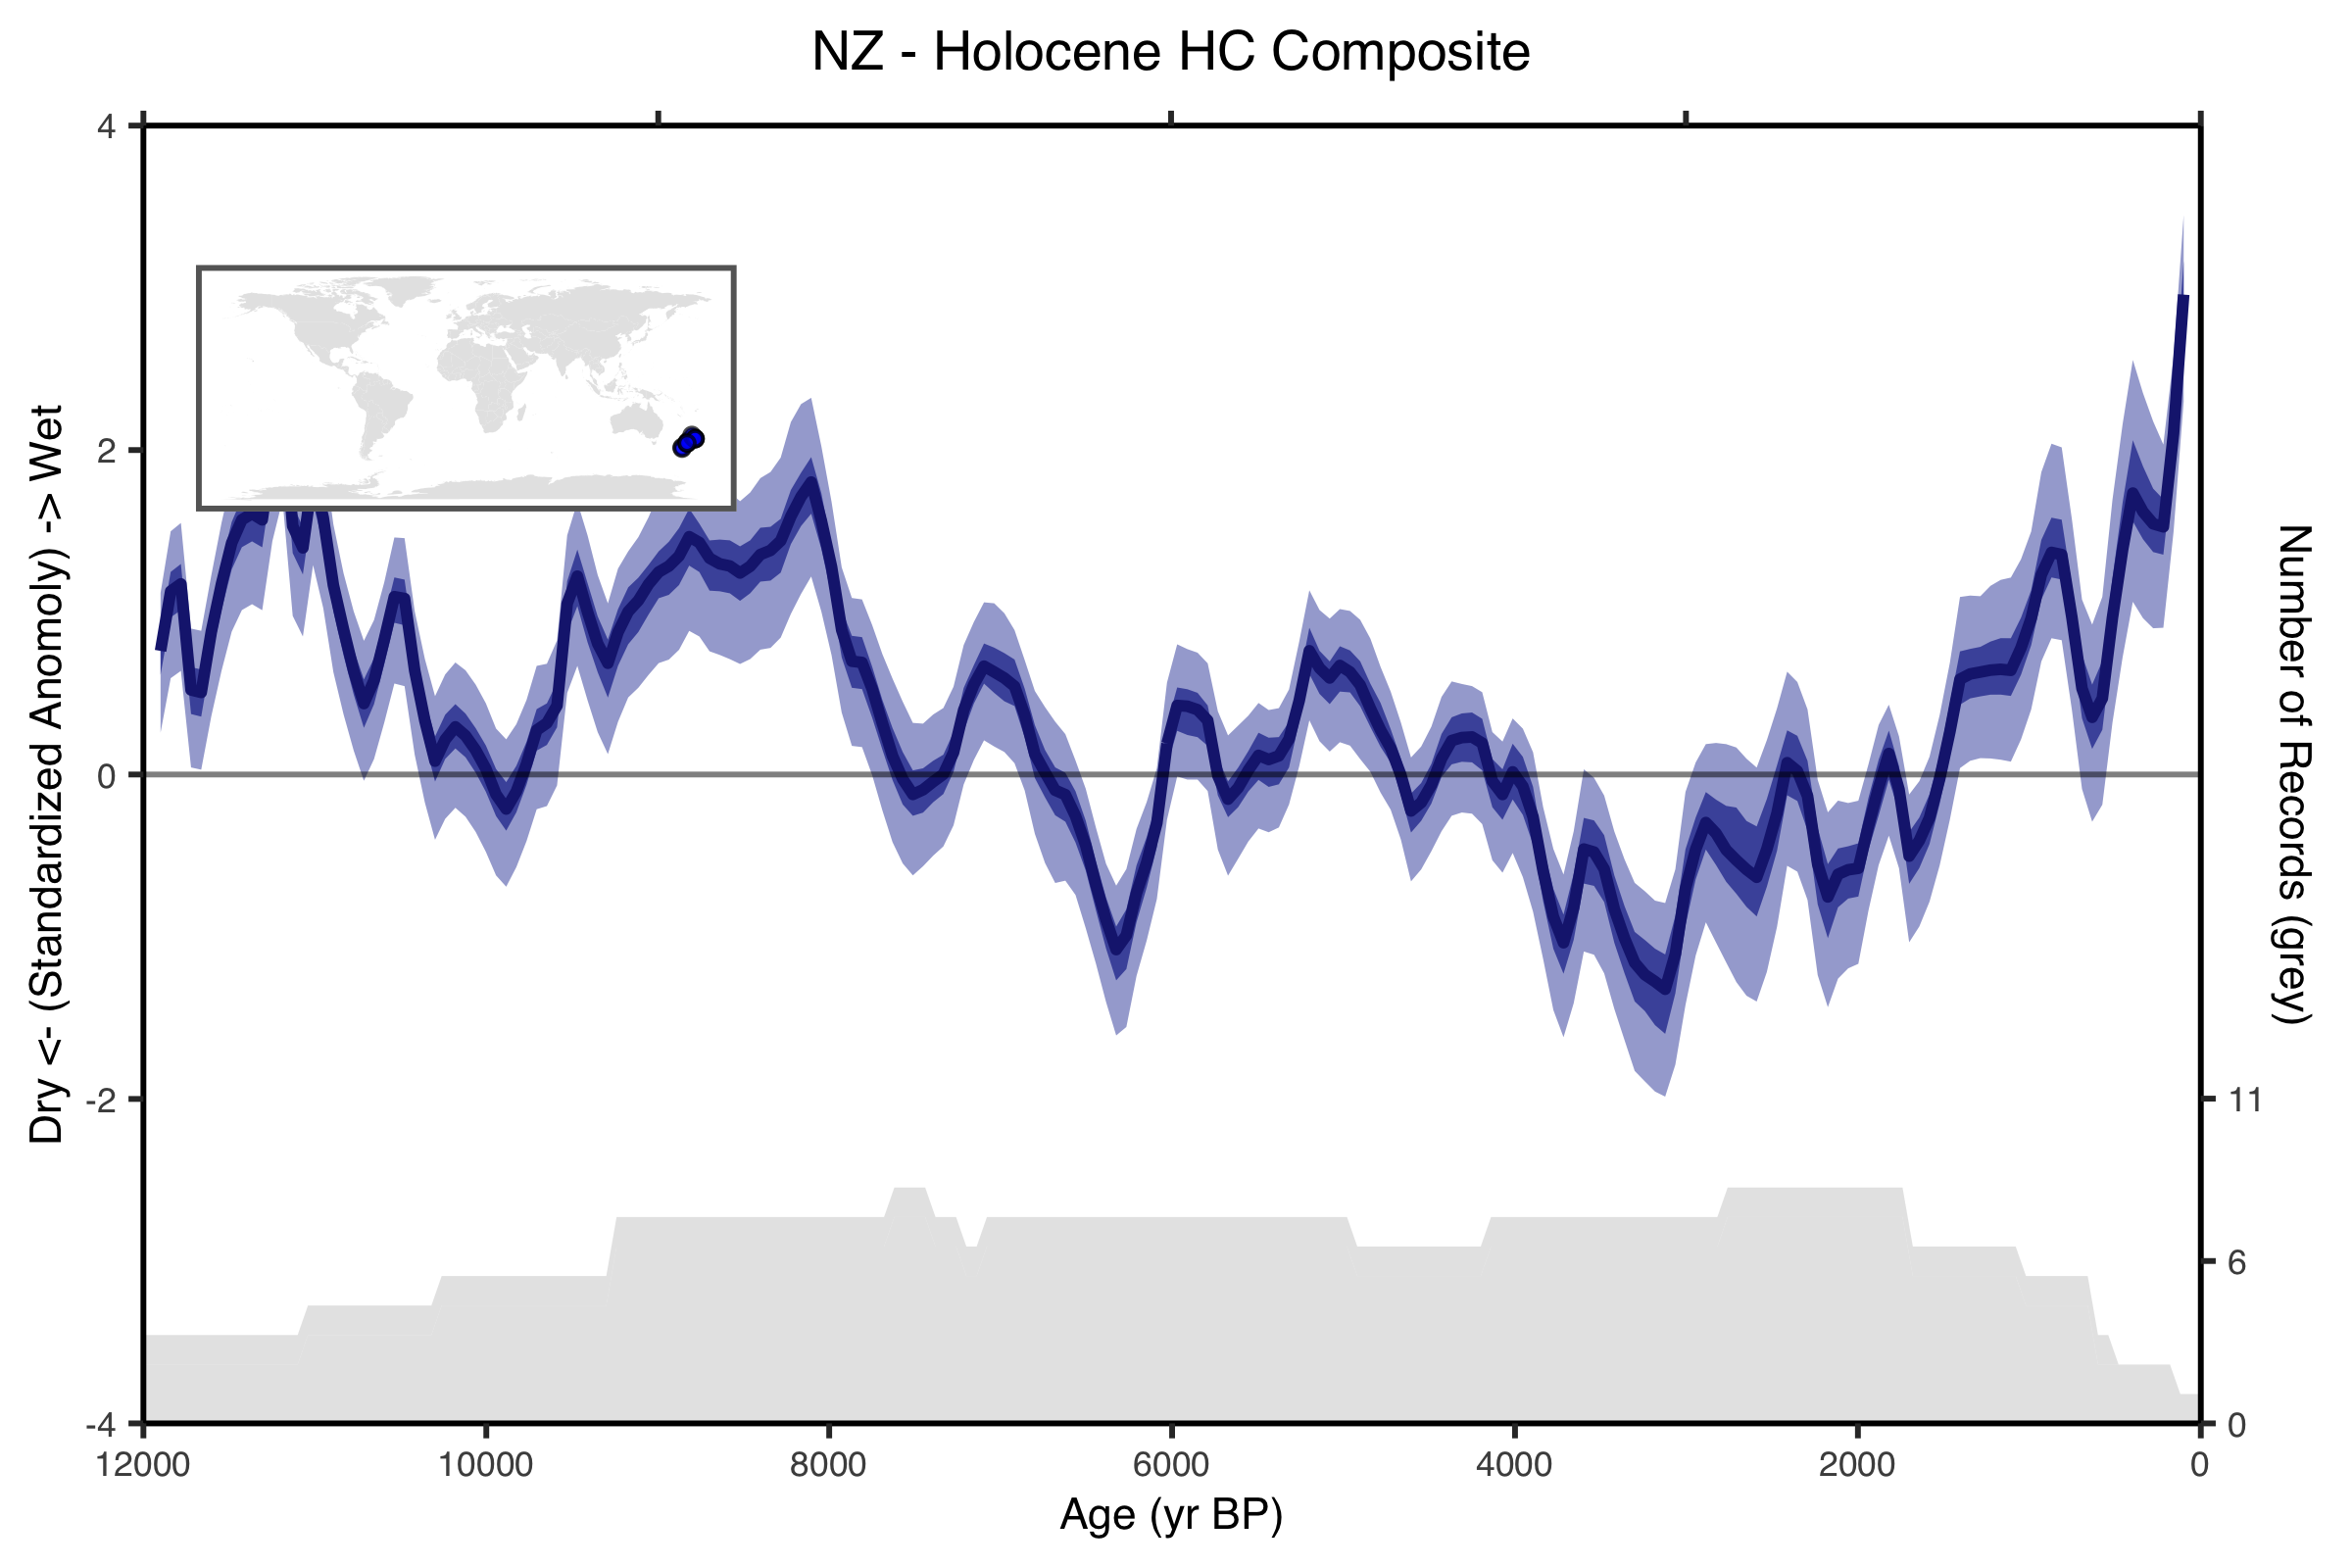 NZ - Holocene HC Composite
Dry <- (Standardized Anomoly) -> Wet
4
2
0
-2
-4
Number of Records (grey)
11
6
0
12000 10000 8000 6000 4000 2000 0
Age (yr BP)